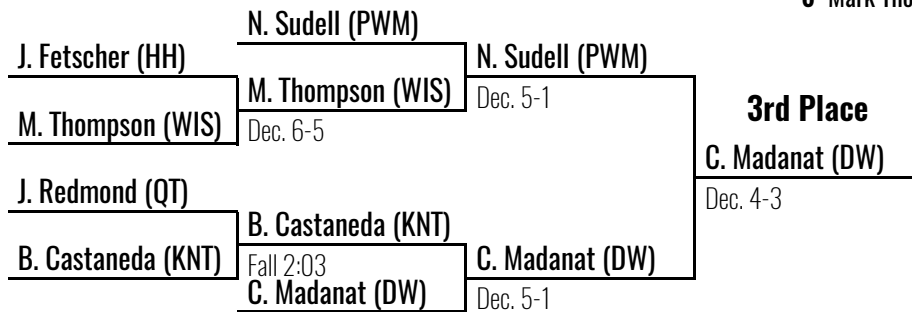 Mark
N. Sudell (PWM)
J. Fetscher (HH)
N. Sudell (PWM)
M. Thompson (WIS)
Dec. 5-1
3rd Place
M. Thompson (WIS)
Dec. 6-5
C. Madanat (DW)
J. Redmond (QT)
Dec. 4-3
B. Castaneda (KNT)
B. Castaneda (KNT)
Fall 2:03
C. Madanat (DW)
C. Madanat (DW)
Dec. 5-1